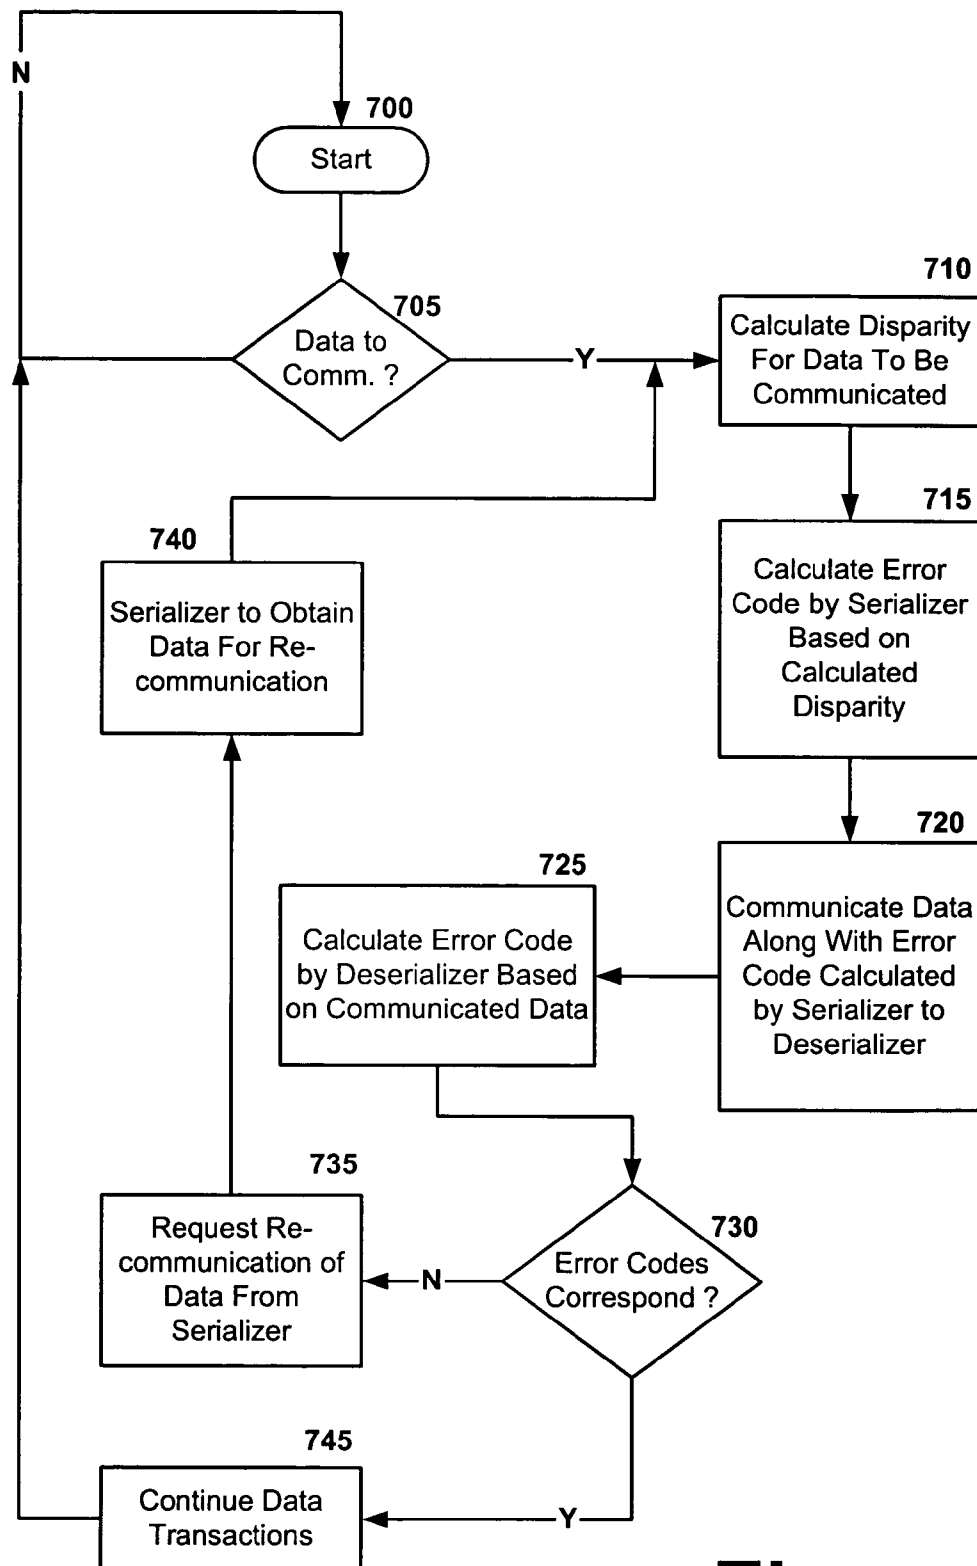 N
700
Start
705
Data to
Comm. ?
Y
710
Calculate Disparity
For Data To Be
Communicated
715
Calculate Error
Code by Serializer
Based on
Calculated
Disparity
740
Serializer to Obtain
Data For Re-
communication
720
Communicate Data
Along With Error
Code Calculated
by Serializer to
Deserializer
725
Calculate Error Code
by Deserializer Based
on Communicated Data
730
Error Codes
Correspond ?
N
735
Request Re-
communication of
Data From
Serializer
Y
745
Continue Data
Transactions